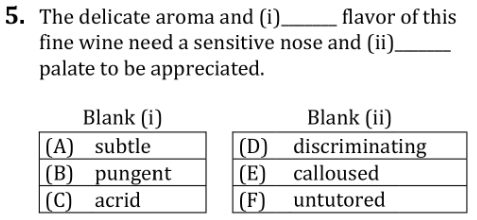 5. The delicate aroma and (i)______ flavor of this
fine wine need a sensitive nose and (ii)______
palate to be appreciated.
Blank (i) Blank (ii)
(A) subtle (D) discriminating
(B) pungent (E) calloused
(C) acrid (F) untutored